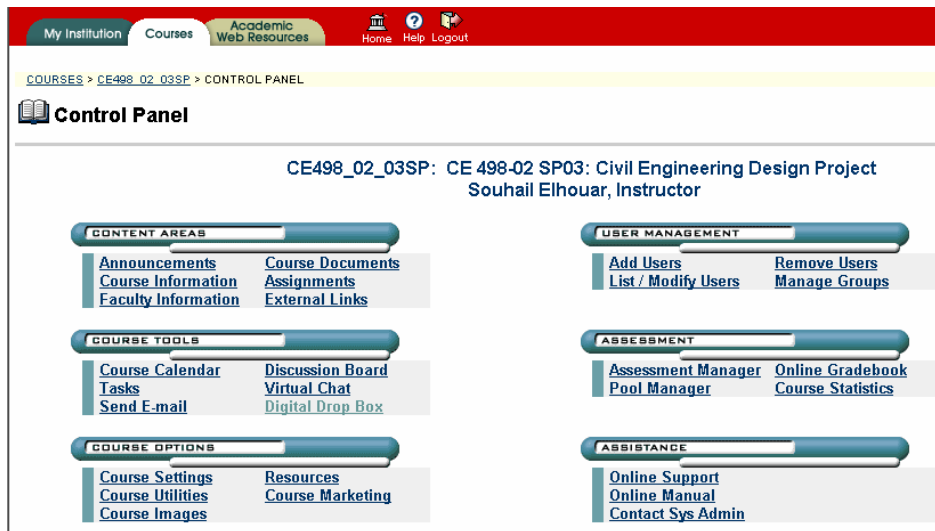 My Institution Courses Academic Web Resources Home Help Logout
COURSES > CE498_02_03SP > CONTROL PANEL
Control Panel
CE498_02_03SP: CE 498-02 SP03: Civil Engineering Design Project
Souhail Elhouar, Instructor
CONTENT AREAS
Announcements Course Documents
Course Information Assignments
Faculty Information External Links
USER MANAGEMENT
Add Users Remove Users
List / Modify Users Manage Groups
COURSE TOOLS
Course Calendar Discussion Board
Tasks Virtual Chat
Send E-mail Digital Drop Box
ASSESSMENT
Assessment Manager Online Gradebook
Pool Manager Course Statistics
COURSE OPTIONS
Course Settings Resources
Course Utilities Course Marketing
Course Images
ASSISTANCE
Online Support
Online Manual
Contact Sys Admin